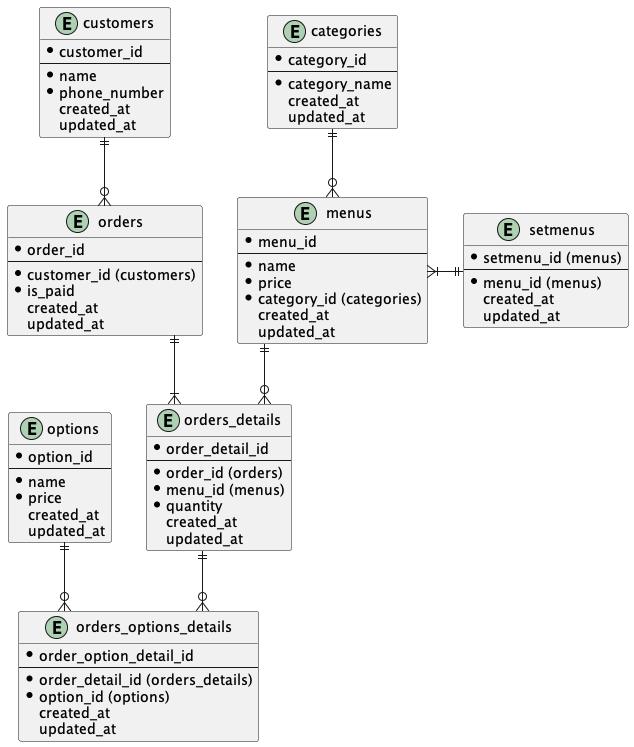 E customers
customer_id
name
phone_number
created_at
updated_at
E categories
category_id
category_name
created_at
updated_at
E orders
order_id
customer_id (customers)
is_paid
created_at
updated_at
E menus
menu_id
name
price
category_id (categories)
created_at
updated_at
E setmenus
setmenu_id (menus)
menu_id (menus)
created_at
updated_at
E options
option_id
name
price
created_at
updated_at
E orders_details
order_detail_id
order_id (orders)
menu_id (menus)
quantity
created_at
updated_at
E orders_options_details
order_option_detail_id
order_detail_id (orders_details)
option_id (options)
created_at
updated_at